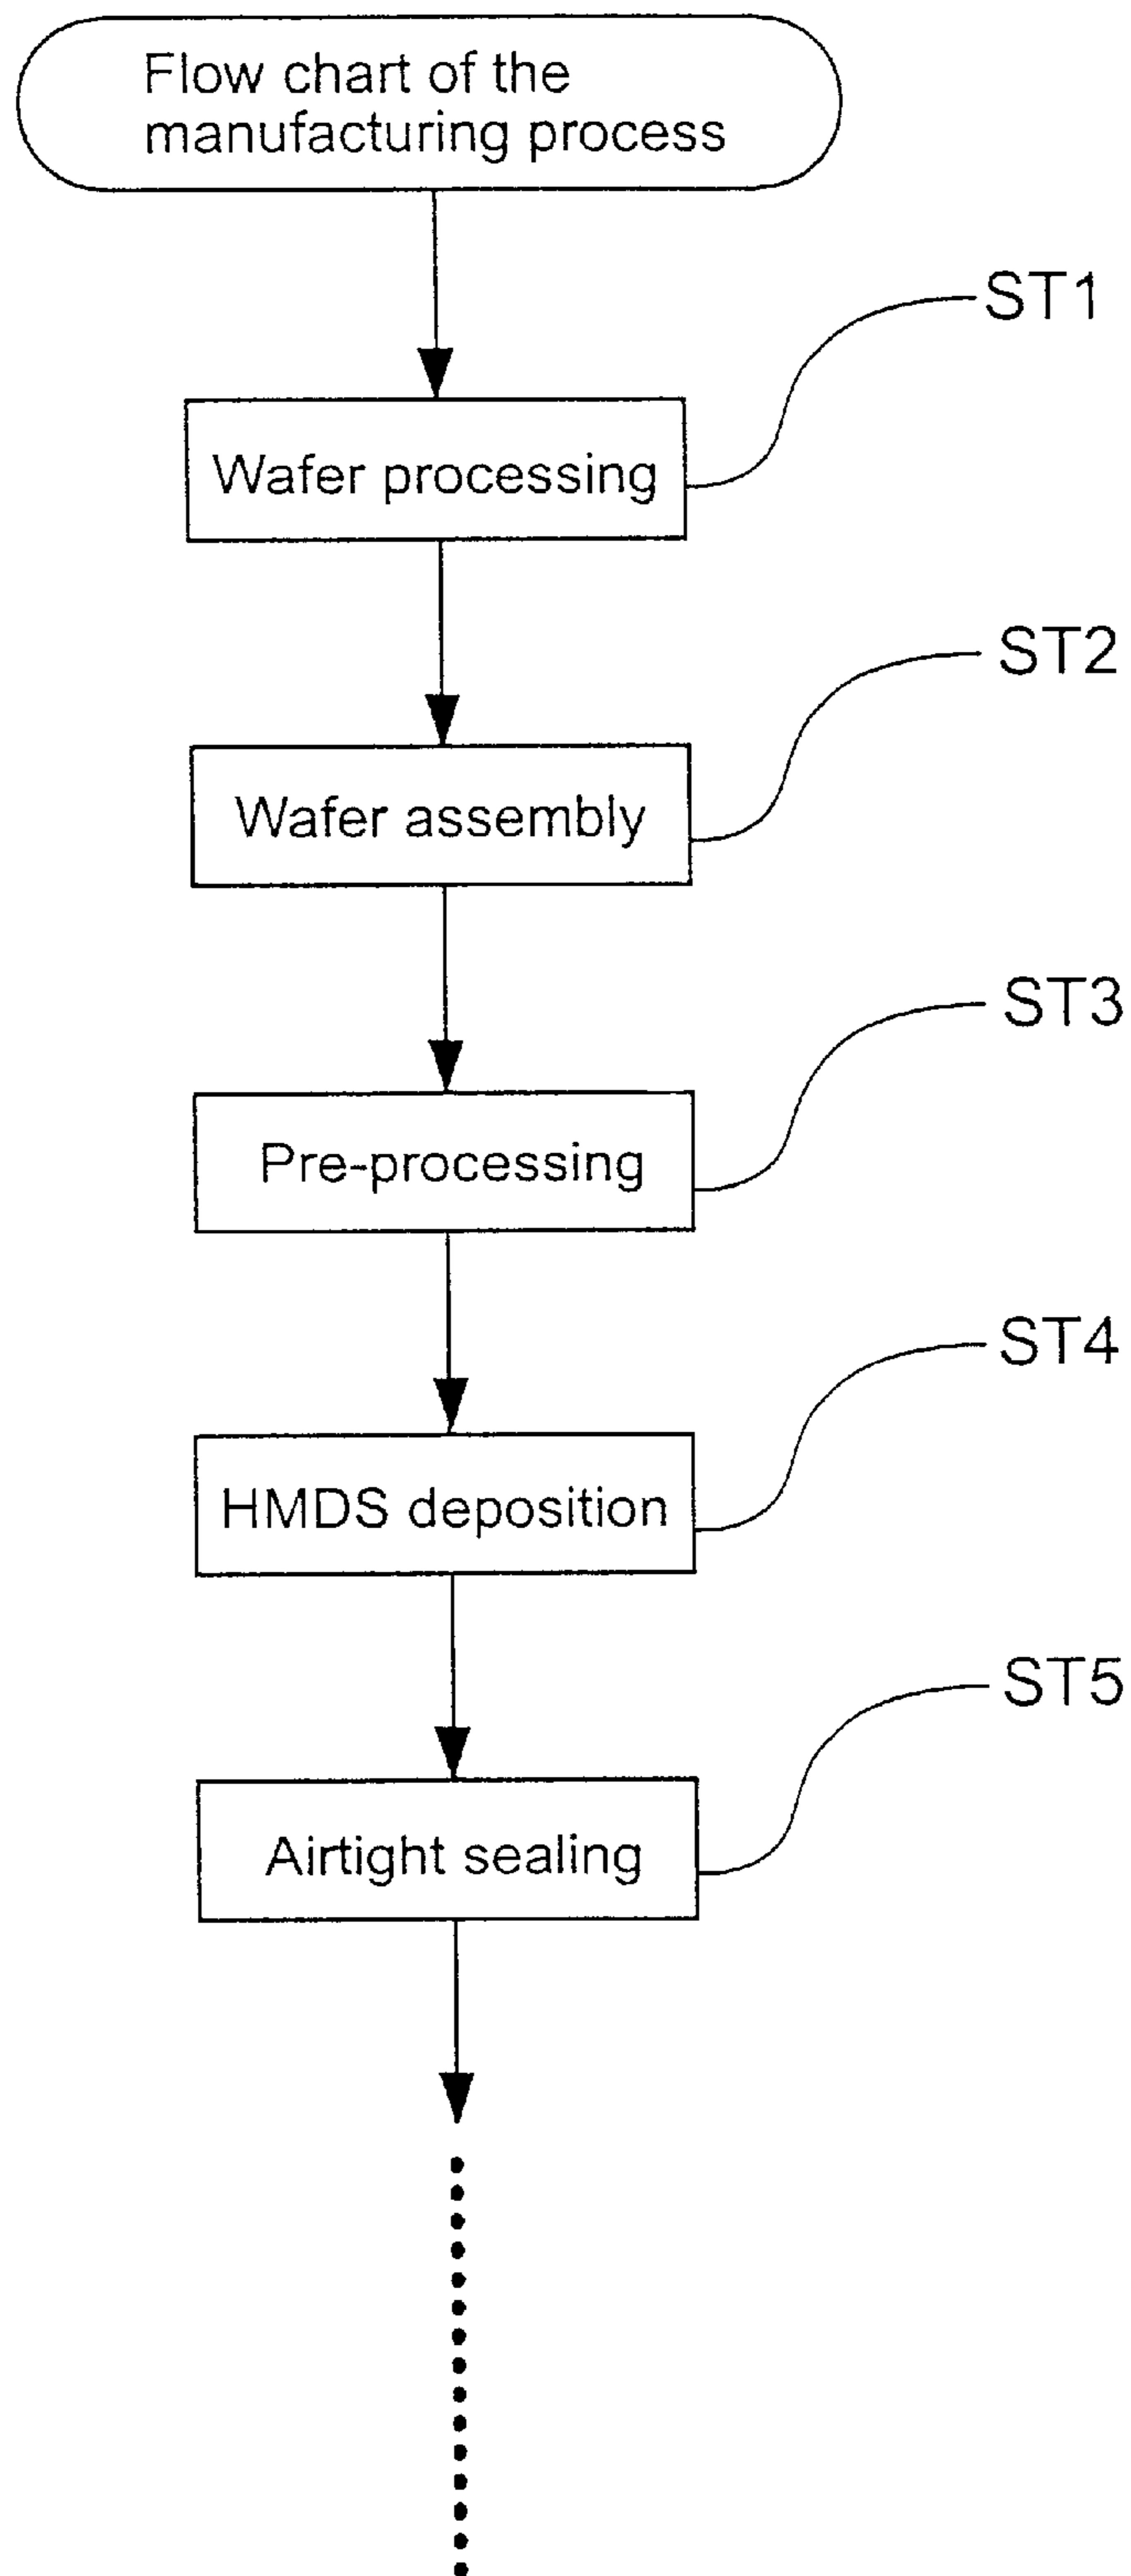 Flow chart of the
manufacturing process
ST1
Wafer processing
ST2
Wafer assembly
ST3
Pre-processing
ST4
HMDS deposition
ST5
Airtight sealing